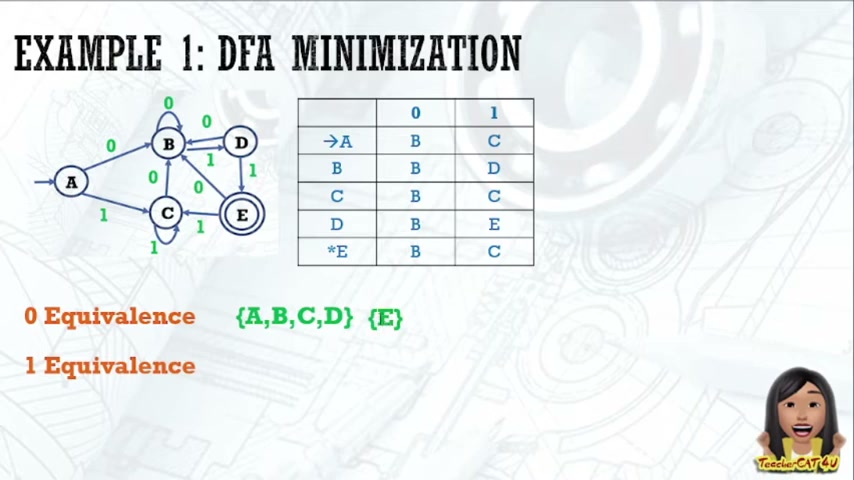 EXAMPLE 1: DFA MINIMIZATION
0
0
0
B
D
1
1
A
0
0
C
E
1
1
1
0 1
→A B C
B B D
C B C
D B E
*E B C
0 Equivalence {A,B,C,D} {E}
1 Equivalence
TeacherCAT4U